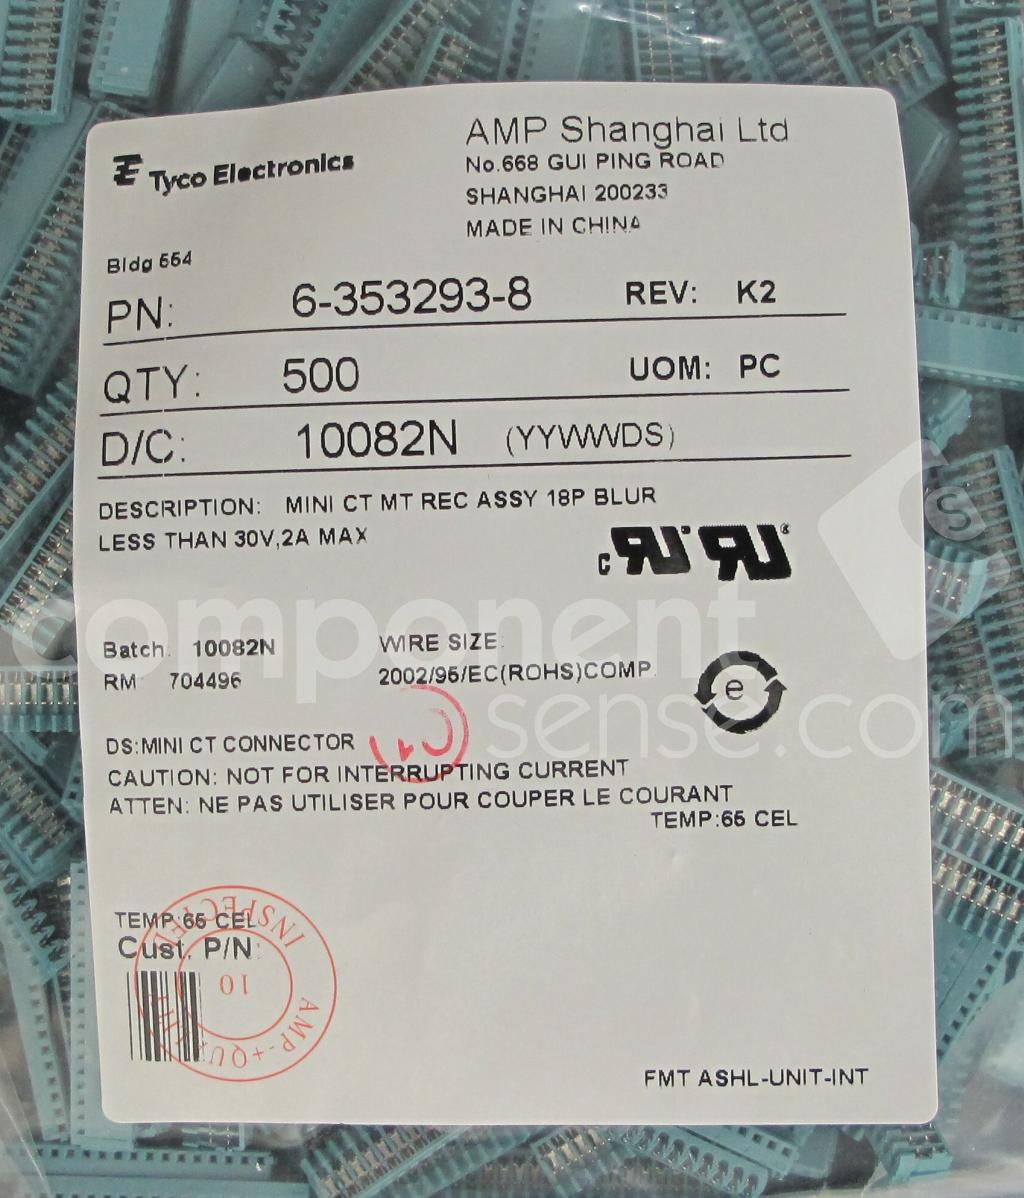 Tyco Electronics
AMP Shanghai Ltd
No.668 GUI PING ROAD
SHANGHAI 200233
MADE IN CHINA
Bldg 554
PN: 6-353293-8 REV: K2
QTY: 500 UOM: PC
D/C: 10082N (YYWWDS)
DESCRIPTION: MINI CT MT REC ASSY 18P BLUR
LESS THAN 30V,2A MAX
component
sense.com
Batch: 10082N WIRE SIZE:
RM: 704496 2002/95/EC(ROHS)COMP.
e
DS:MINI CT CONNECTOR
CAUTION: NOT FOR INTERRUPTING CURRENT
ATTEN: NE PAS UTILISER POUR COUPER LE COURANT
TEMP:65 CEL
TEMP:65 CEL
Cust. P/N:
INSPECTED
10
FMT ASHL-UNIT-INT